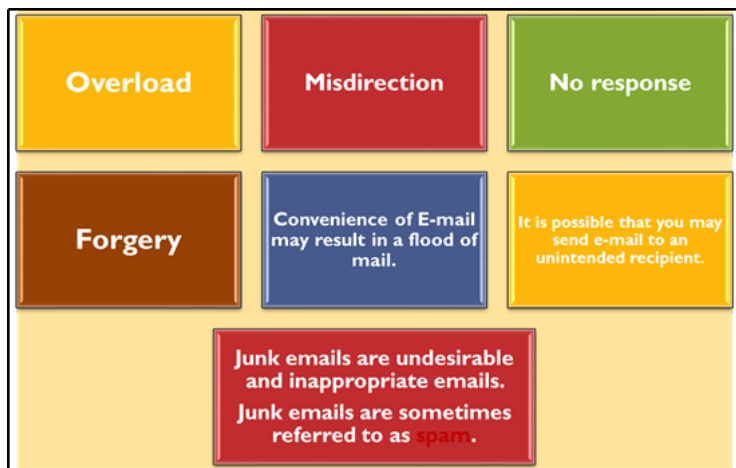 Overload
Misdirection
No response
Forgery
Convenience of E-mail
may result in a flood of
mail.
It is possible that you may
send e-mail to an
unintended recipient.
Junk emails are undesirable
and inappropriate emails.
Junk emails are sometimes
referred to as spam.